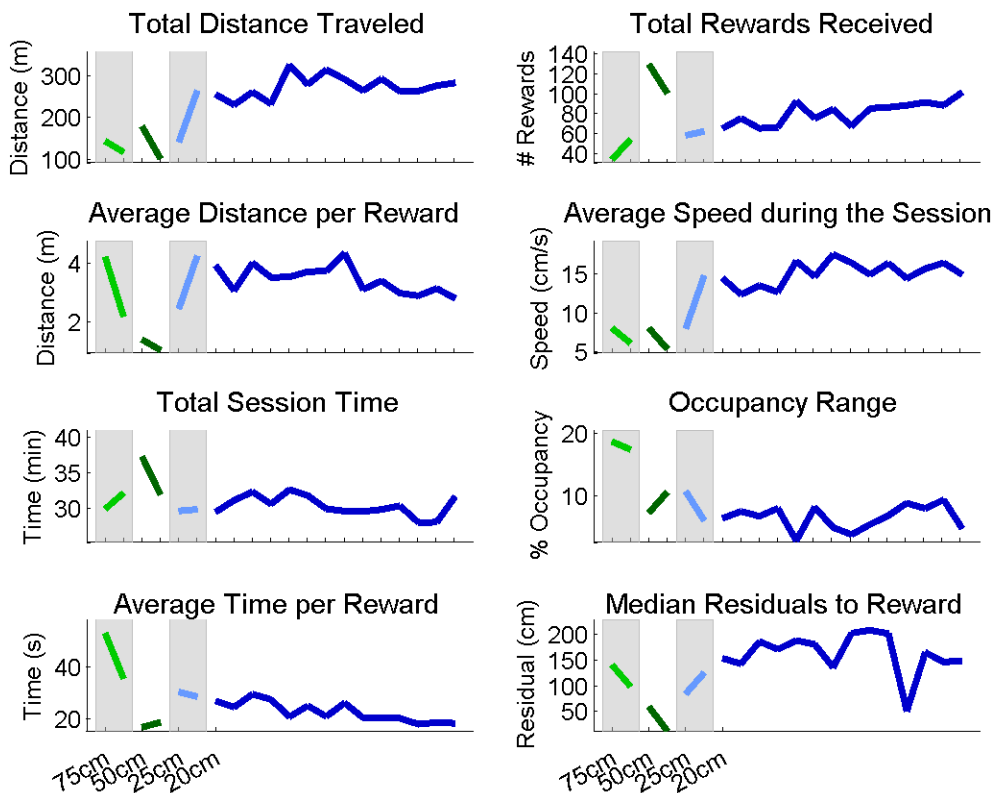 Total Distance Traveled
Distance (m)
300
200
100
Total Rewards Received
# Rewards
140
120
100
80
60
40
Average Distance per Reward
Distance (m)
4
2
Average Speed during the Session
Speed (cm/s)
15
10
5
Total Session Time
Time (min)
40
35
30
Occupancy Range
% Occupancy
20
10
Average Time per Reward
Time (s)
40
20
75cm
50cm
25cm
20cm
Median Residuals to Reward
Residual (cm)
200
150
100
50
75cm
50cm
25cm
20cm